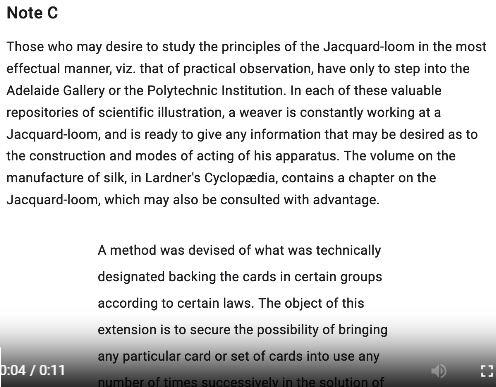 Note C
Those who may desire to study the principles of the Jacquard-loom in the most
effectual manner, viz. that of practical observation, have only to step into the
Adelaide Gallery or the Polytechnic Institution. In each of these valuable
repositories of scientific illustration, a weaver is constantly working at a
Jacquard-loom, and is ready to give any information that may be desired as to
the construction and modes of acting of his apparatus. The volume on the
manufacture of silk, in Lardner's Cyclopædia, contains a chapter on the
Jacquard-loom, which may also be consulted with advantage.
A method was devised of what was technically
designated backing the cards in certain groups
according to certain laws. The object of this
extension is to secure the possibility of bringing
any particular card or set of cards into use any
number of times successively in the solution of
0:04 / 0:11